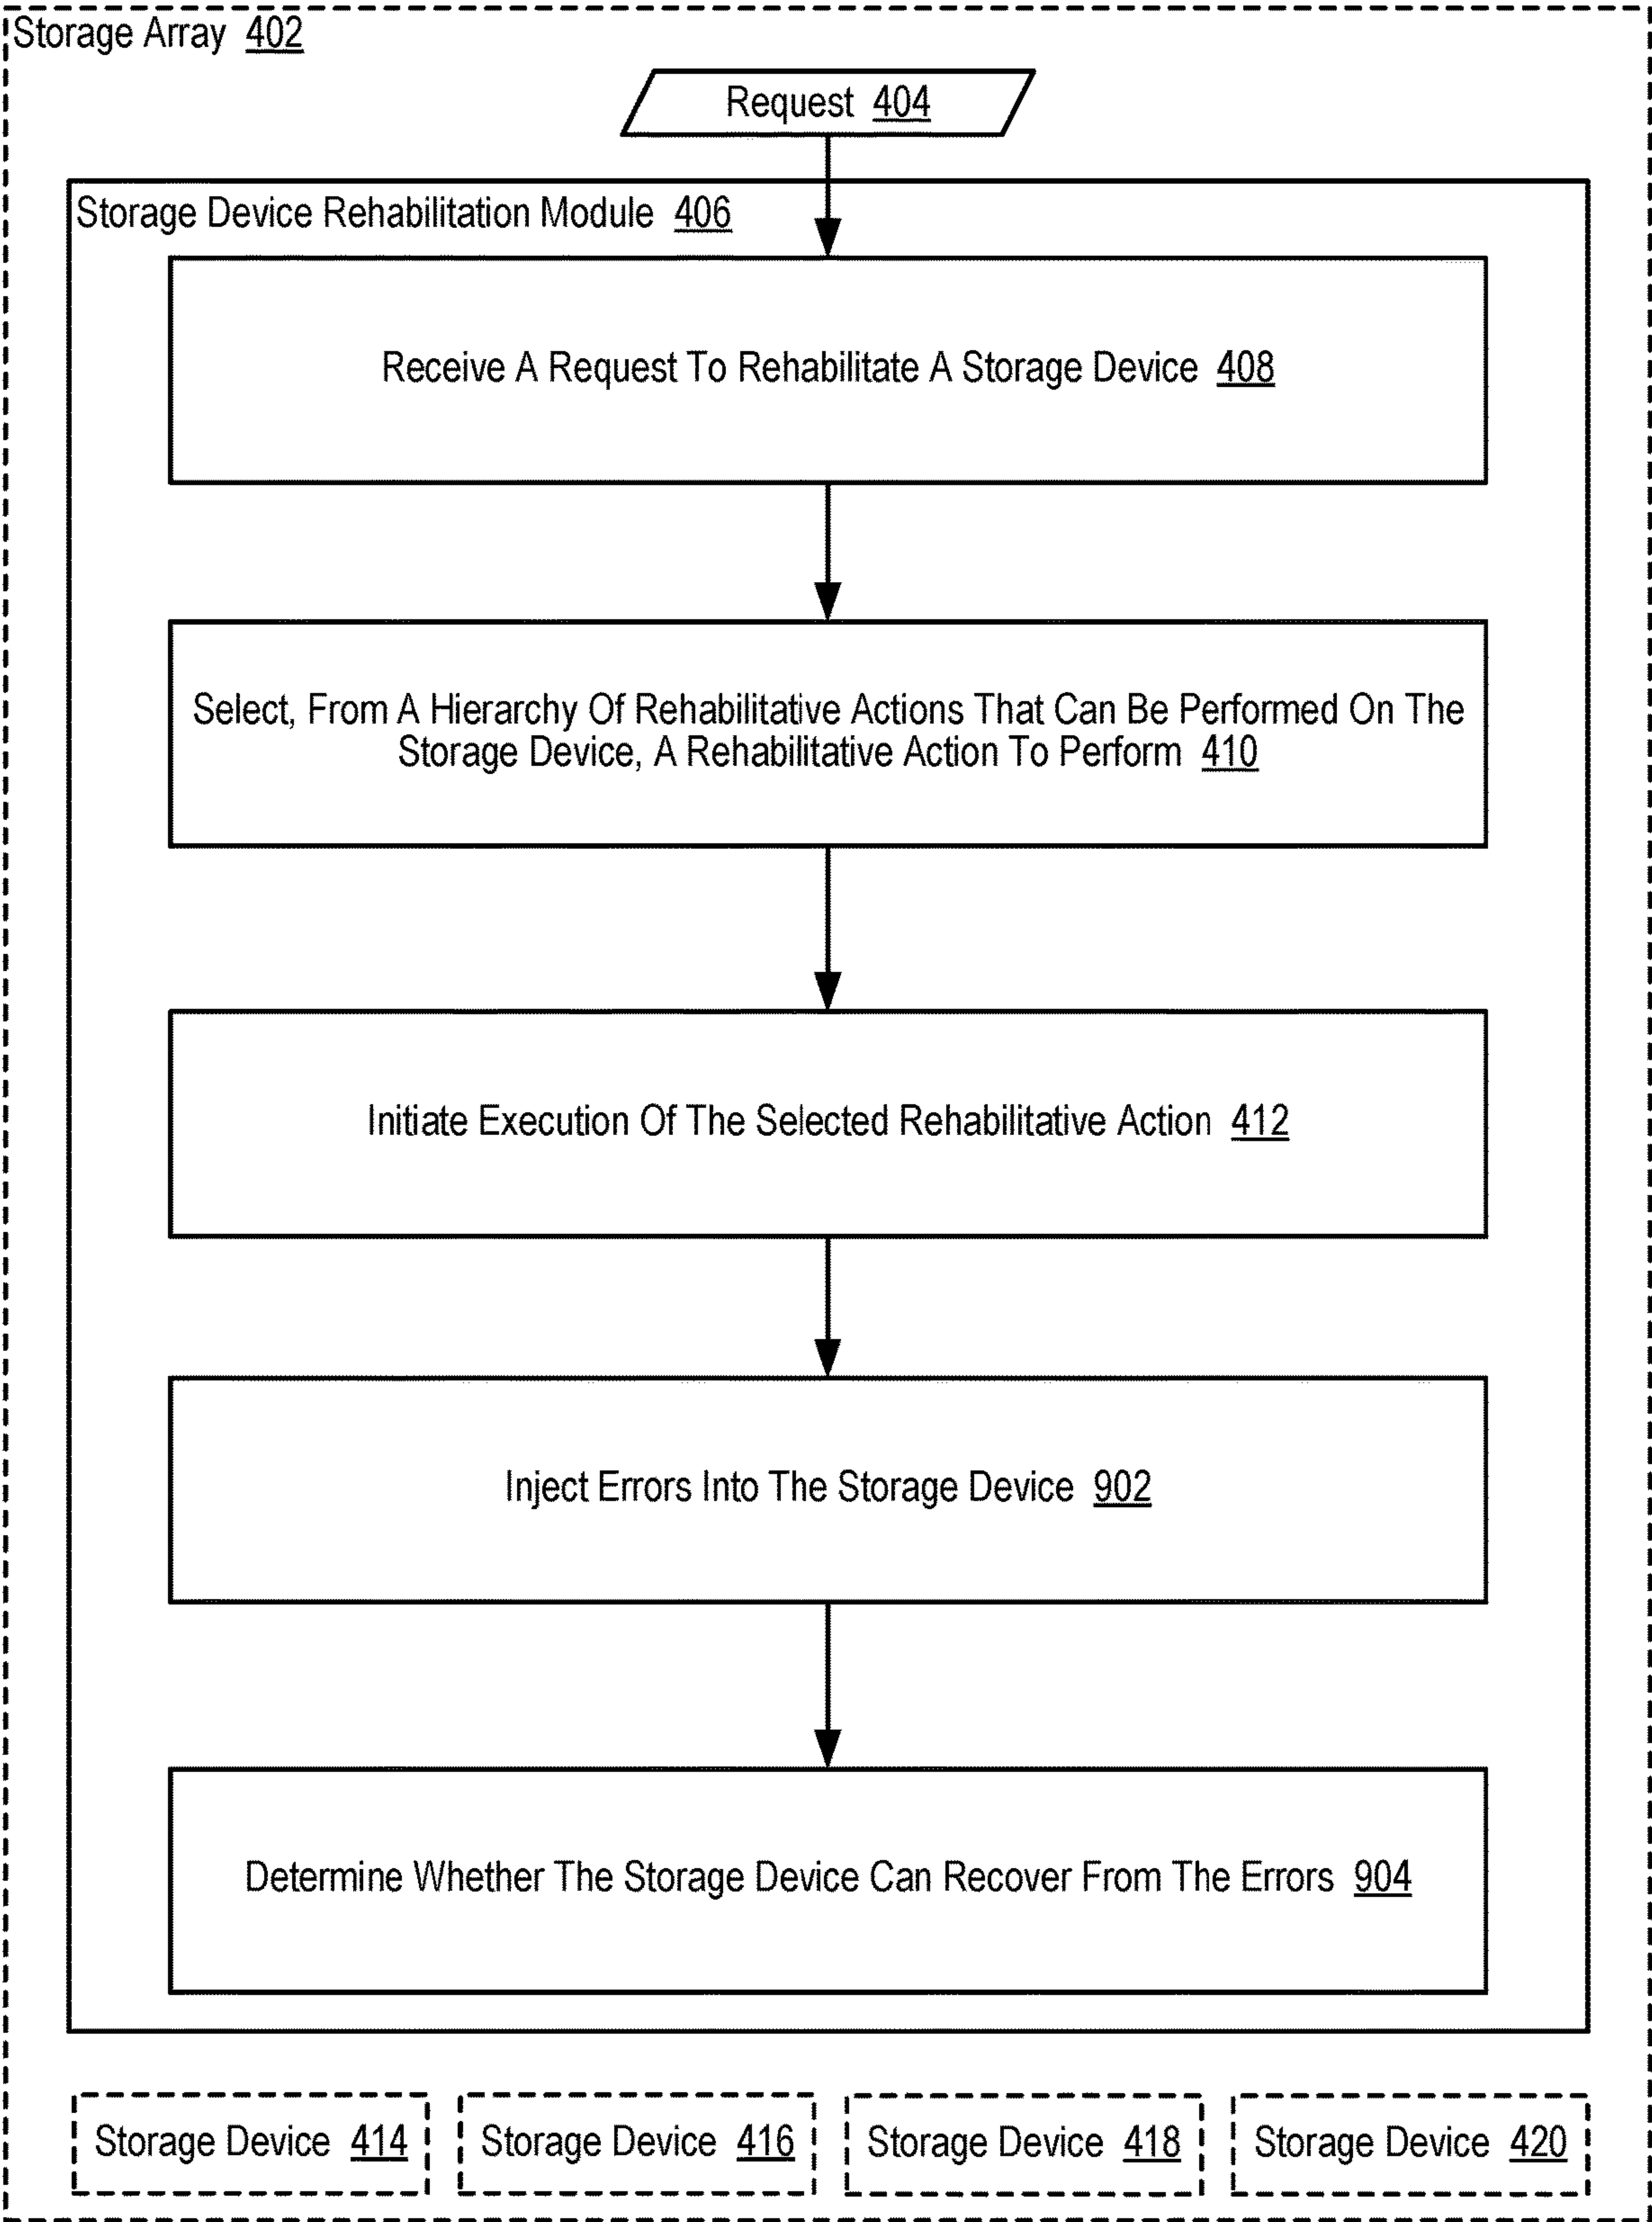 Storage Array 402
Request 404
Storage Device Rehabilitation Module 406
Receive A Request To Rehabilitate A Storage Device 408
Select, From A Hierarchy Of Rehabilitative Actions That Can Be Performed On The
Storage Device, A Rehabilitative Action To Perform 410
Initiate Execution Of The Selected Rehabilitative Action 412
Inject Errors Into The Storage Device 902
Determine Whether The Storage Device Can Recover From The Errors 904
Storage Device 414
Storage Device 416
Storage Device 418
Storage Device 420